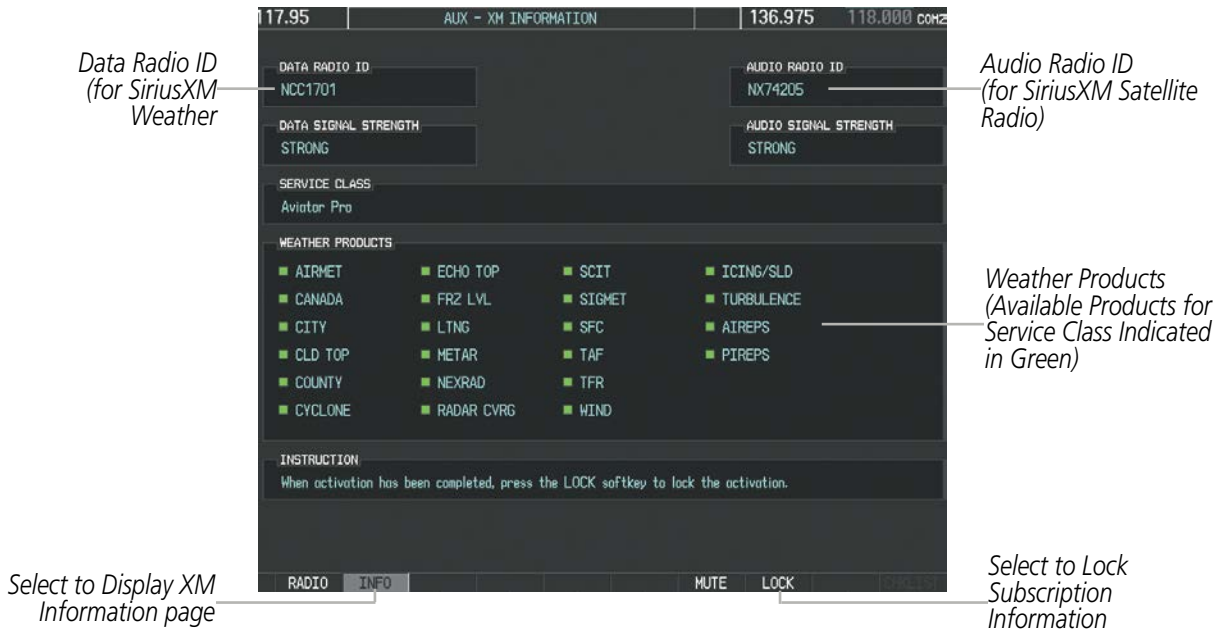 117.95 AUX - XM INFORMATION 136.975 118.000 COM2
Data Radio ID
(for SiriusXM
Weather
DATA RADIO ID
NCC1701
AUDIO RADIO ID
NX74205
Audio Radio ID
(for SiriusXM Satellite
Radio)
DATA SIGNAL STRENGTH
STRONG
AUDIO SIGNAL STRENGTH
STRONG
SERVICE CLASS
Aviator Pro
WEATHER PRODUCTS
AIRMET ECHO TOP SCIT ICING/SLD
CANADA FRZ LVL SIGMET TURBULENCE
CITY LTNG SFC AIREPS
CLD TOP METAR TAF PIREPS
COUNTY NEXRAD TFR
CYCLONE RADAR CVRG WIND
Weather Products
(Available Products for
Service Class Indicated
in Green)
INSTRUCTION
When activation has been completed, press the LOCK softkey to lock the activation.
RADIO INFO MUTE LOCK CHKLIST
Select to Display XM
Information page
Select to Lock
Subscription
Information